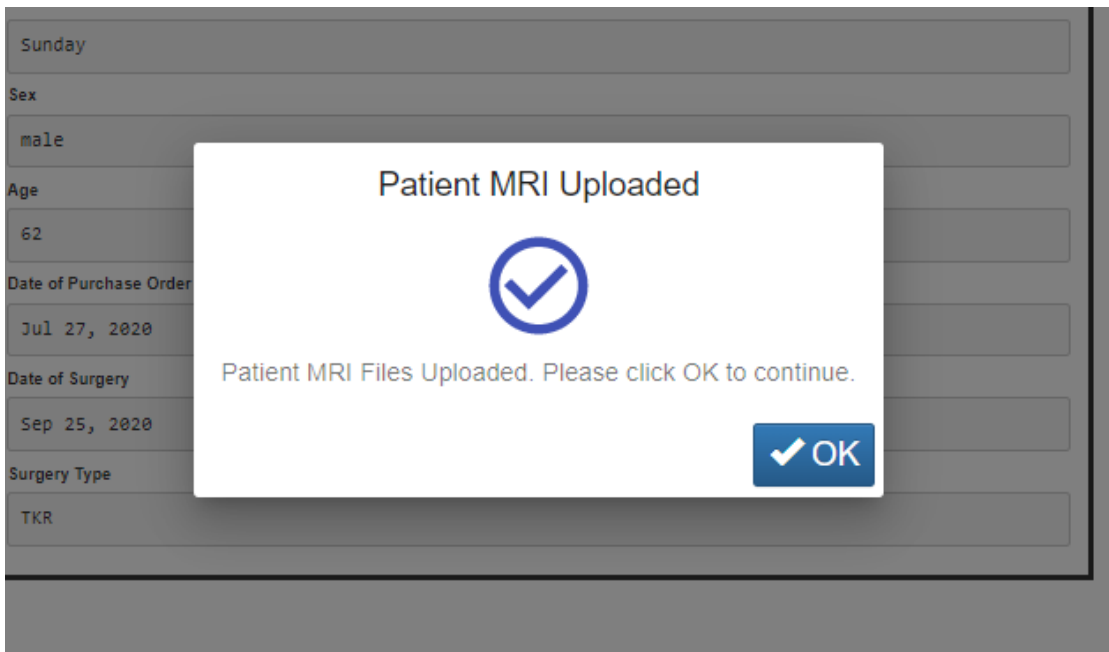 Sunday
Sex
male
Patient MRI Uploaded
Age
62
Date of Purchase Order
Jul 27, 2020
Patient MRI Files Uploaded. Please click OK to continue.
Date of Surgery
Sep 25, 2020
OK
Surgery Type
TKR